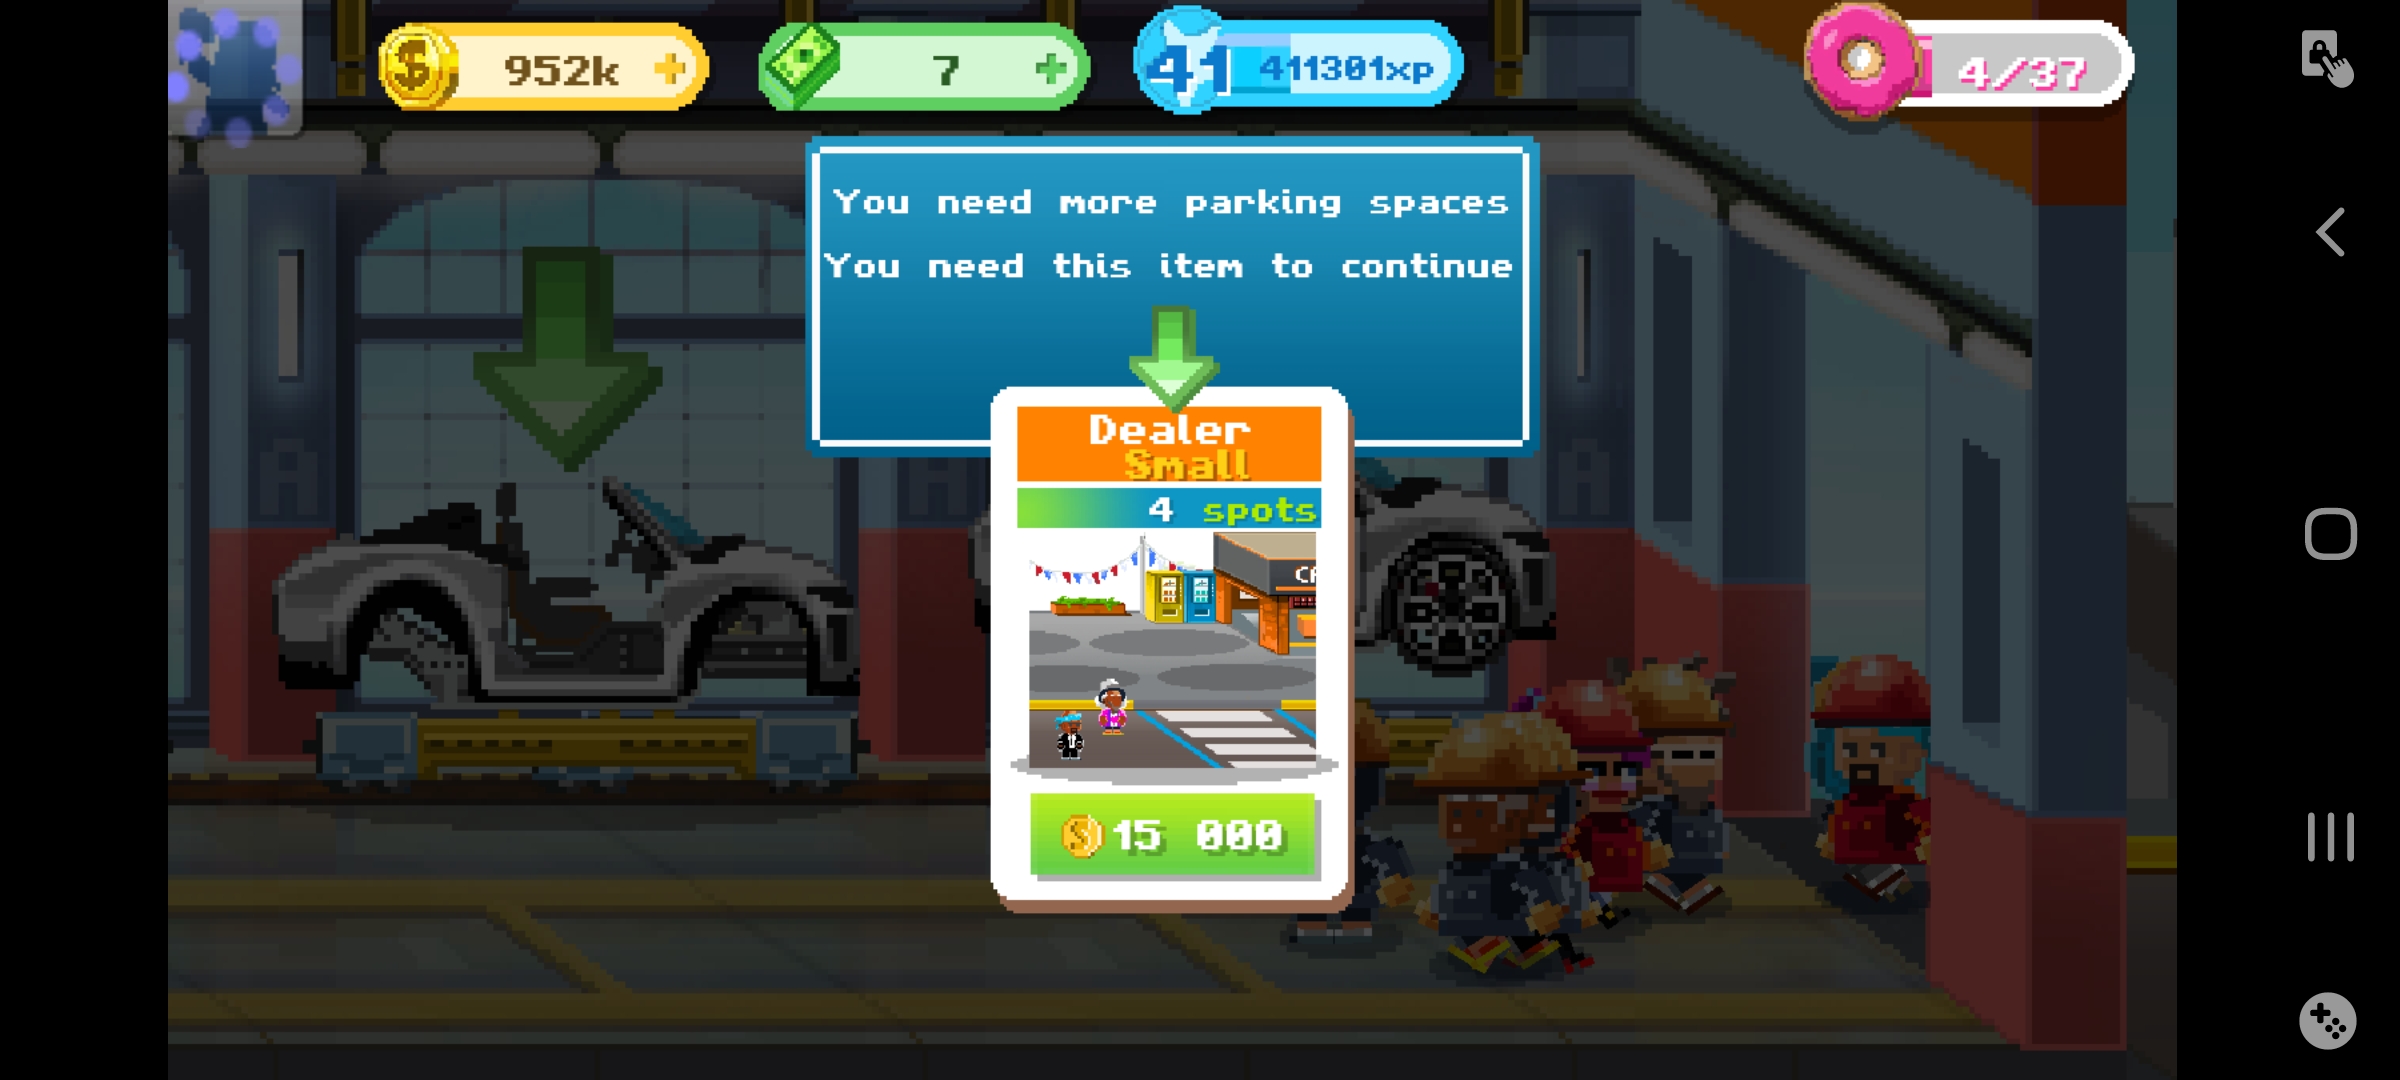 952k
7
41 411301xp
4/37
You need more parking spaces
You need this item to continue
Dealer
Small
4 spots
15 000